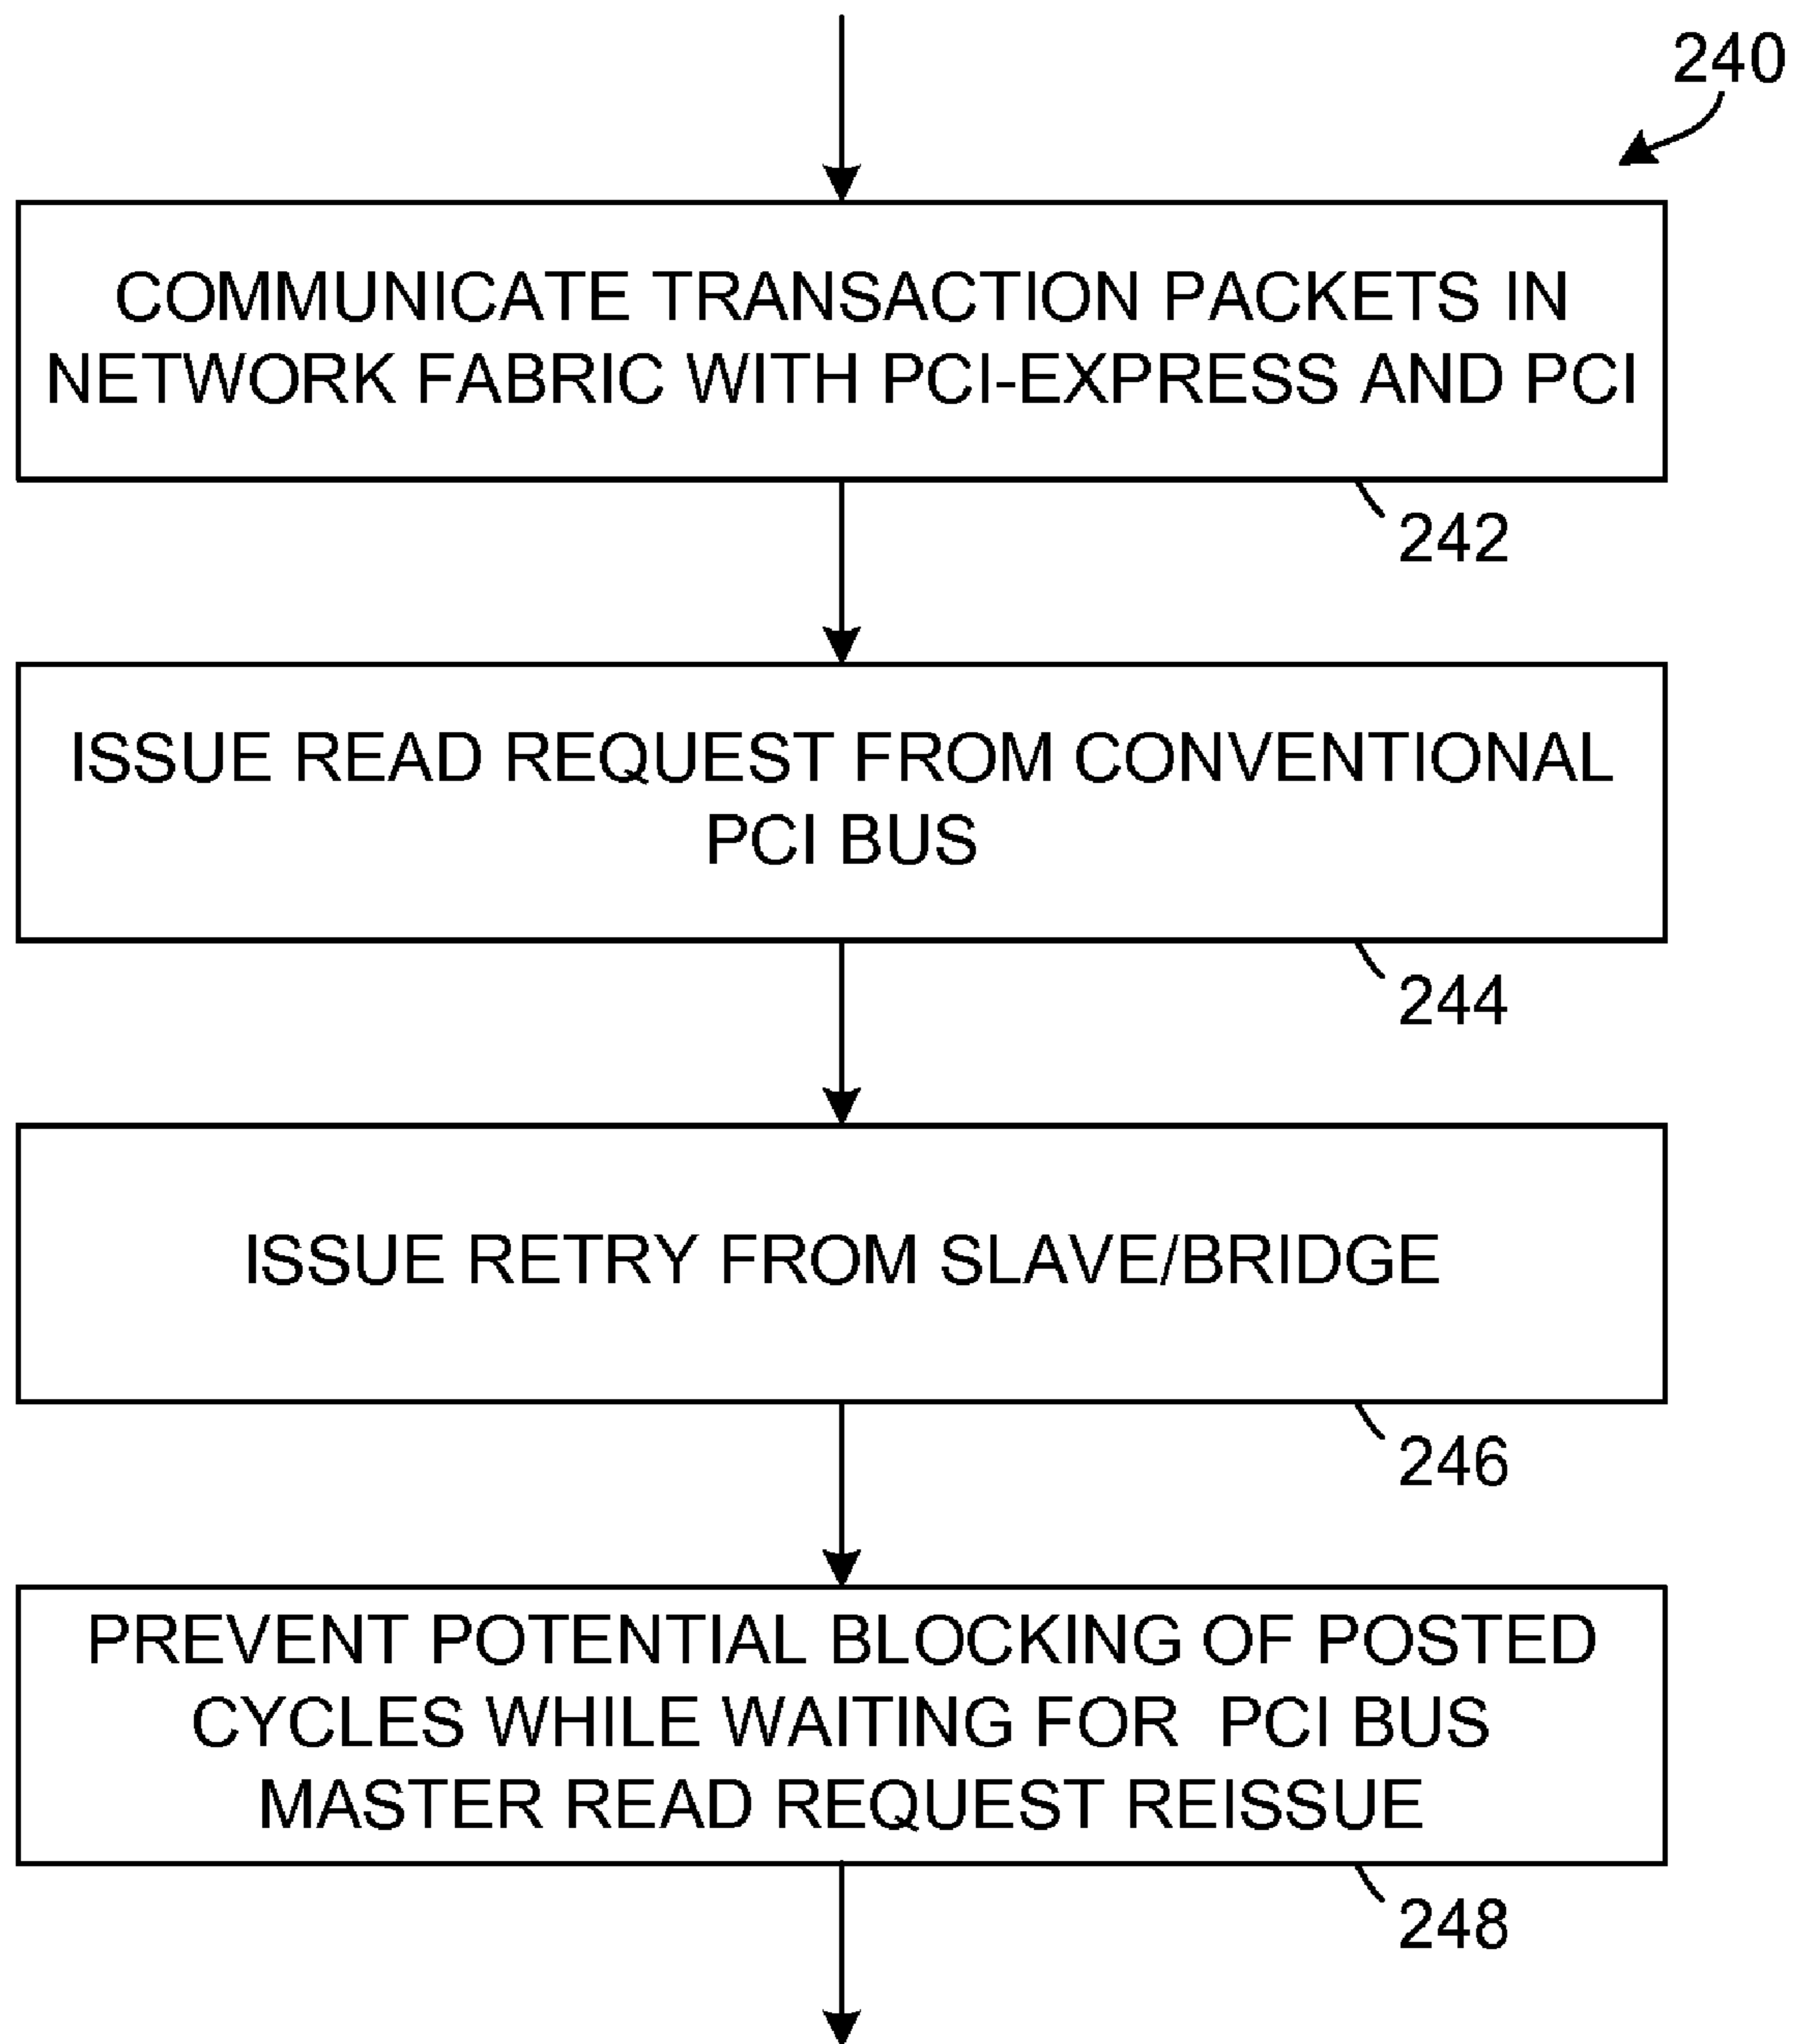 240
COMMUNICATE TRANSACTION PACKETS IN
NETWORK FABRIC WITH PCI-EXPRESS AND PCI
242
ISSUE READ REQUEST FROM CONVENTIONAL
PCI BUS
244
ISSUE RETRY FROM SLAVE/BRIDGE
246
PREVENT POTENTIAL BLOCKING OF POSTED
CYCLES WHILE WAITING FOR PCI BUS
MASTER READ REQUEST REISSUE
248